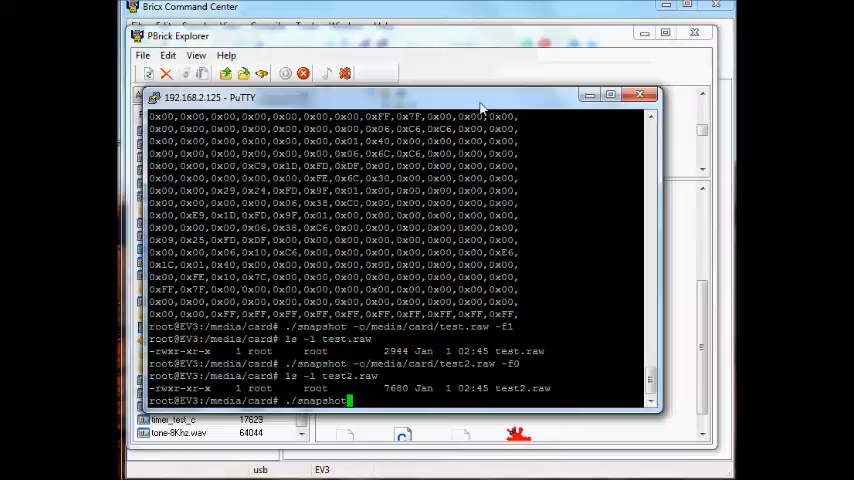 Bricx Command Center
PBrick Explorer
File Edit View Help
192.168.2.125 - PuTTY
0x00,0x00,0x00,0x00,0x00,0x00,0x00,0xFF,0x7F,0x00,0x00,0x00,
0x00,0x00,0x00,0x00,0x00,0x00,0x00,0x06,0xC6,0xC6,0x00,0x00,
0x00,0x00,0x00,0x00,0x00,0x00,0x01,0x40,0x00,0x00,0x00,0x00,
0x00,0x00,0x00,0x00,0x00,0x00,0x06,0x6C,0xC6,0x00,0x00,0x00,
0x00,0x00,0x00,0xC9,0x1D,0xFD,0xDF,0x00,0x00,0x00,0x00,0x00,
0x00,0x00,0x00,0x00,0x00,0xFE,0x6C,0x30,0x00,0x00,0x00,0x00,
0x00,0x00,0x29,0x24,0xFD,0x9F,0x01,0x00,0x00,0x00,0x00,0x00,
0x00,0x00,0x00,0x00,0x06,0x38,0xC0,0x00,0x00,0x00,0x00,0x00,
0x00,0xE9,0x1D,0xFD,0x9F,0x01,0x00,0x00,0x00,0x00,0x00,0x00,
0x00,0x00,0x00,0x06,0x38,0xC6,0x00,0x00,0x00,0x00,0x00,0x00,
0x09,0x25,0xFD,0xDF,0x00,0x00,0x00,0x00,0x00,0x00,0x00,0x00,
0x00,0x00,0x06,0x10,0xC6,0x00,0x00,0x00,0x00,0x00,0x00,0xE6,
0x1C,0x01,0x40,0x00,0x00,0x00,0x00,0x00,0x00,0x00,0x00,0x00,
0x00,0xFE,0x10,0x7C,0x00,0x00,0x00,0x00,0x00,0x00,0x00,0x00,
0xFF,0x7F,0x00,0x00,0x00,0x00,0x00,0x00,0x00,0x00,0x00,0x00,
0x00,0x00,0x00,0x00,0x00,0x00,0x00,0x00,0x00,0x00,0x00,0x00,
0x00,0x00,0xFF,0xFF,0xFF,0xFF,0xFF,0xFF,0xFF,0xFF,0xFF,0xFF,
root@EV3:/media/card# ./snapshot -o/media/card/test.raw -f1
root@EV3:/media/card# ls -l test.raw
-rwxr-xr-x 1 root root 2944 Jan 1 02:45 test.raw
root@EV3:/media/card# ./snapshot -o/media/card/test2.raw -f0
root@EV3:/media/card# ls -l test2.raw
-rwxr-xr-x 1 root root 7680 Jan 1 02:45 test2.raw
root@EV3:/media/card# ./snapshot
timer_test_c 17629
tone-8Khz.wav 64044
usb EV3